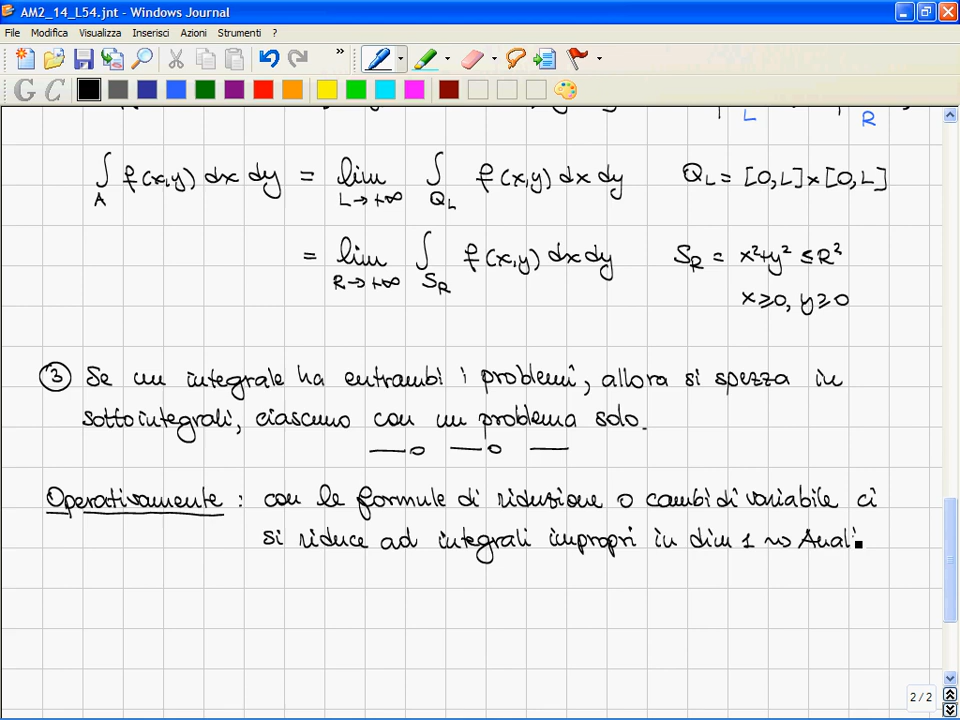 AM2_14_L54.jnt - Windows Journal
File Modifica Visualizza Inserisci Azioni Strumenti ?
G C
L R
∫_A f(x,y) dx dy = lim_{L→+∞} ∫_{Q_L} f(x,y) dx dy Q_L = [0,L]×[0,L]
= lim_{R→+∞} ∫_{S_R} f(x,y) dx dy S_R = x²+y² ≤ R²
x≥0, y≥0
③ Se un integrale ha entrambi i problemi, allora si spezza in
sottointegrali, ciascuno con un problema solo.
—o —o —
Operativamente : con le formule di riduzione o cambi di variabile ci
si riduce ad integrali impropri in dim 1 ⇝ Anali
2 / 2